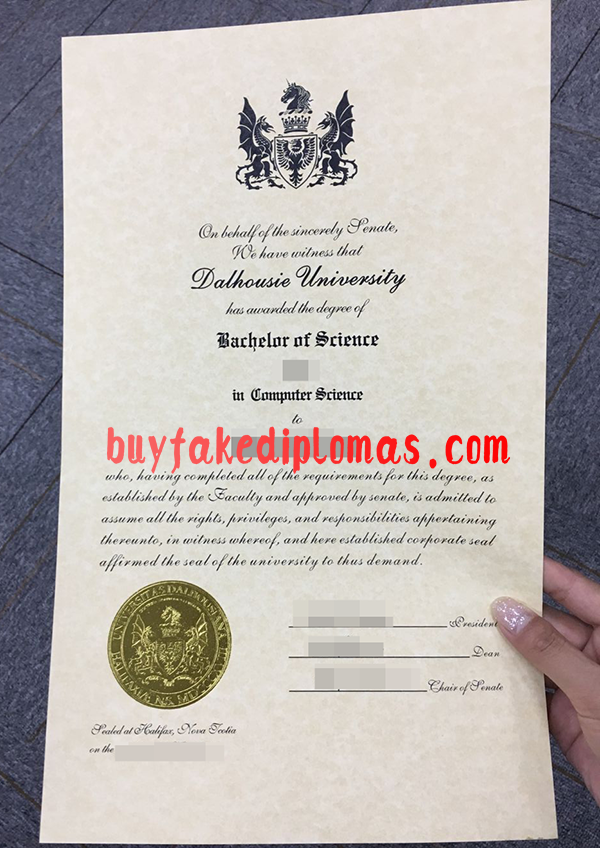 On behalf of the sincerely Senate,
We have witness that
Dalhousie University
has awarded the degree of
Bachelor of Science
in Computer Science
to
buyfakediplomas.com
who, having completed all of the requirements for this degree, as
established by the Faculty and approved by senate, is admitted to
assume all the rights, privileges, and responsibilities appertaining
thereunto, in witness whereof, and here established corporate seal
affirmed the seal of the university to thus demand.
UNIVERSITAS DALHOUSIANA
President
Dean
Chair of Senate
Sealed at Halifax, Nova Tcotia
on the